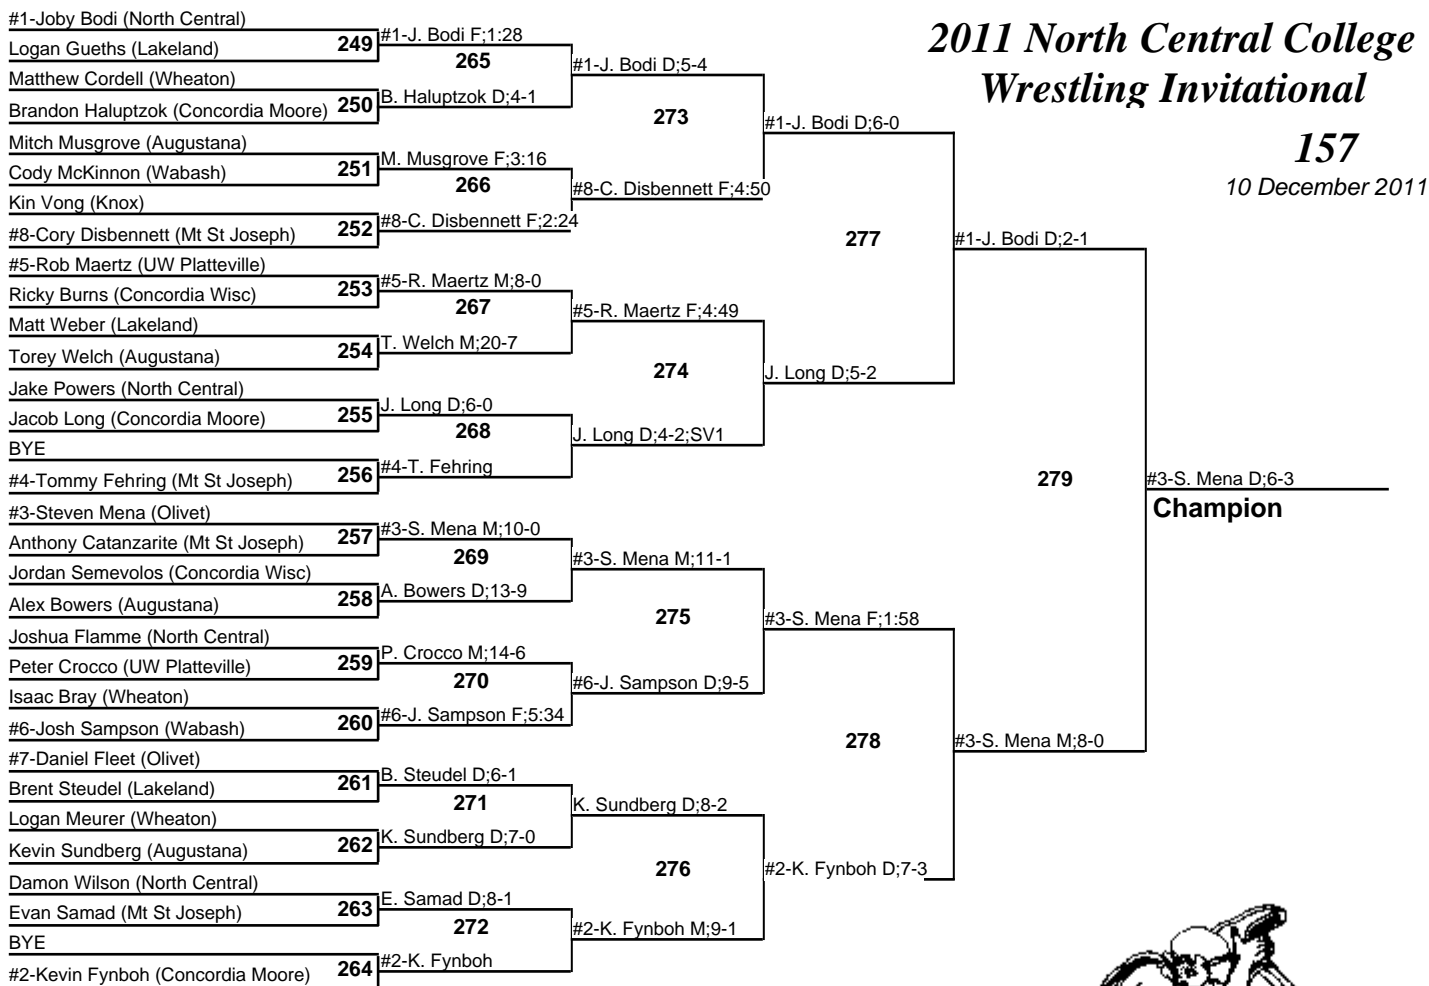 2011 North Central College
Wrestling Invitational
157
10 December 2011
#1-Joby Bodi (North Central)
Logan Gueths (Lakeland)
249
Matthew Cordell (Wheaton)
Brandon Haluptzok (Concordia Moore)
250
Mitch Musgrove (Augustana)
Cody McKinnon (Wabash)
251
Kin Vong (Knox)
#8-Cory Disbennett (Mt St Joseph)
252
#5-Rob Maertz (UW Platteville)
Ricky Burns (Concordia Wisc)
253
Matt Weber (Lakeland)
Torey Welch (Augustana)
254
Jake Powers (North Central)
Jacob Long (Concordia Moore)
255
BYE
#4-Tommy Fehring (Mt St Joseph)
256
#3-Steven Mena (Olivet)
Anthony Catanzarite (Mt St Joseph)
257
Jordan Semevolos (Concordia Wisc)
Alex Bowers (Augustana)
258
Joshua Flamme (North Central)
Peter Crocco (UW Platteville)
259
Isaac Bray (Wheaton)
#6-Josh Sampson (Wabash)
260
#7-Daniel Fleet (Olivet)
Brent Steudel (Lakeland)
261
Logan Meurer (Wheaton)
Kevin Sundberg (Augustana)
262
Damon Wilson (North Central)
Evan Samad (Mt St Joseph)
263
BYE
#2-Kevin Fynboh (Concordia Moore)
264
#1-J. Bodi F;1:28
265
B. Haluptzok D;4-1
M. Musgrove F;3:16
266
#8-C. Disbennett F;2:24
#5-R. Maertz M;8-0
267
T. Welch M;20-7
J. Long D;6-0
268
#4-T. Fehring
#3-S. Mena M;10-0
269
A. Bowers D;13-9
P. Crocco M;14-6
270
#6-J. Sampson F;5:34
B. Steudel D;6-1
271
K. Sundberg D;7-0
E. Samad D;8-1
272
#2-K. Fynboh
#1-J. Bodi D;5-4
273
#8-C. Disbennett F;4:50
#5-R. Maertz F;4:49
274
J. Long D;4-2;SV1
#3-S. Mena M;11-1
275
#6-J. Sampson D;9-5
K. Sundberg D;8-2
276
#2-K. Fynboh M;9-1
#1-J. Bodi D;6-0
277
J. Long D;5-2
#3-S. Mena F;1:58
278
#2-K. Fynboh D;7-3
#1-J. Bodi D;2-1
279
#3-S. Mena M;8-0
#3-S. Mena D;6-3
Champion